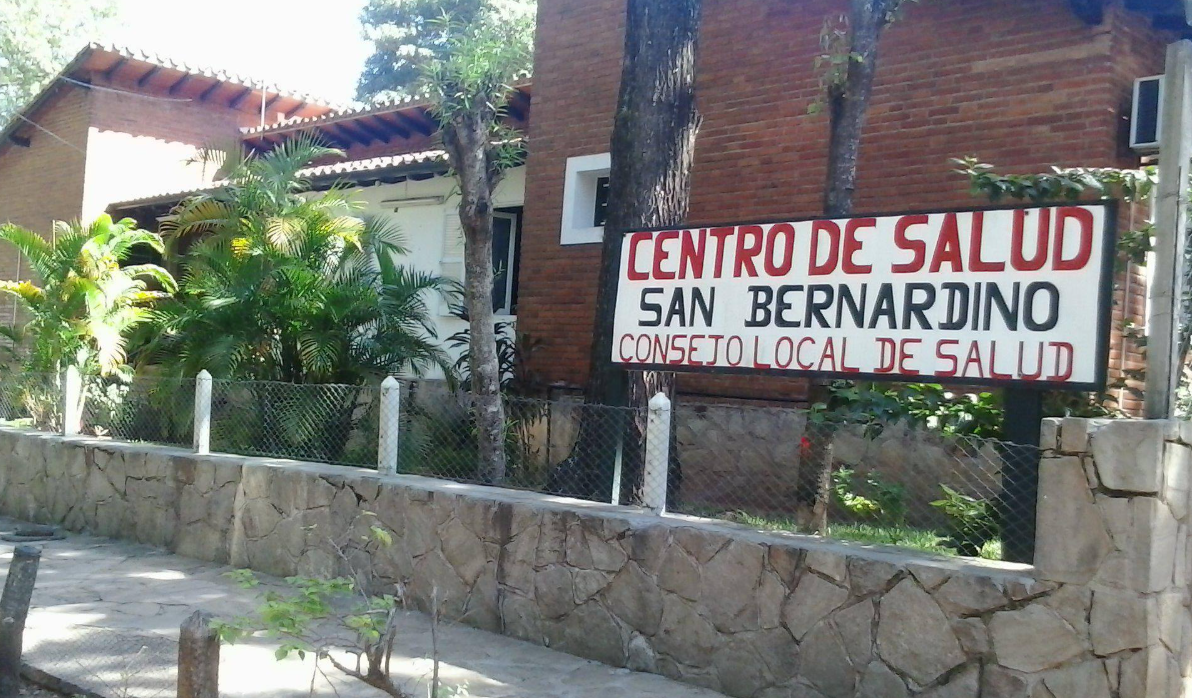 CENTRO DE SALUD
SAN BERNARDINO
CONSEJO LOCAL DE SALUD